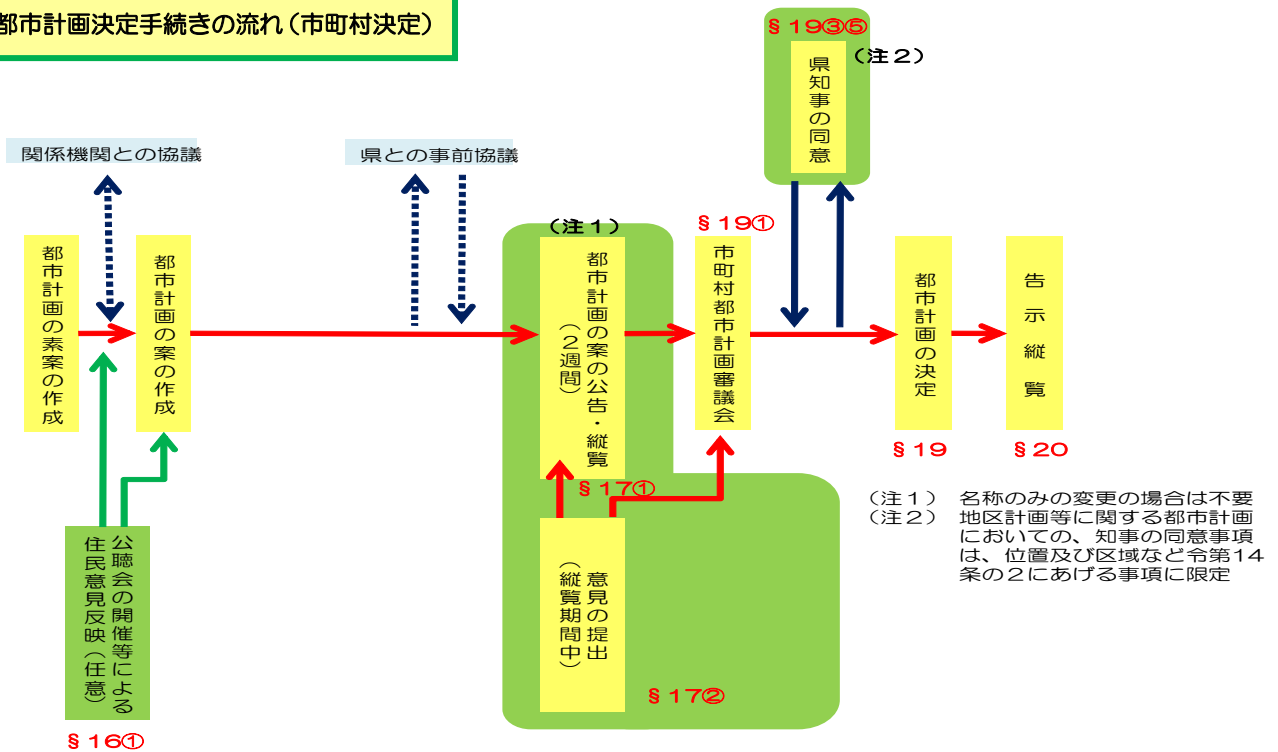 都市計画決定手続きの流れ（市町村決定）
§19③⑤
（注２）
県知事の同意
関係機関との協議
県との事前協議
（注１）
§19①
都市計画の素案の作成
都市計画の案の作成
都市計画の案の公告・縦覧
（２週間）
市町村都市計画審議会
都市計画の決定
告示縦覧
§19
§20
§17①
（注１）　名称のみの変更の場合は不要
（注２）　地区計画等に関する都市計画
においての、知事の同意事項
は、位置及び区域など令第14
条の２にあげる事項に限定
公聴会の開催等による
住民意見反映（任意）
意見の提出
（縦覧期間中）
§17②
§16①